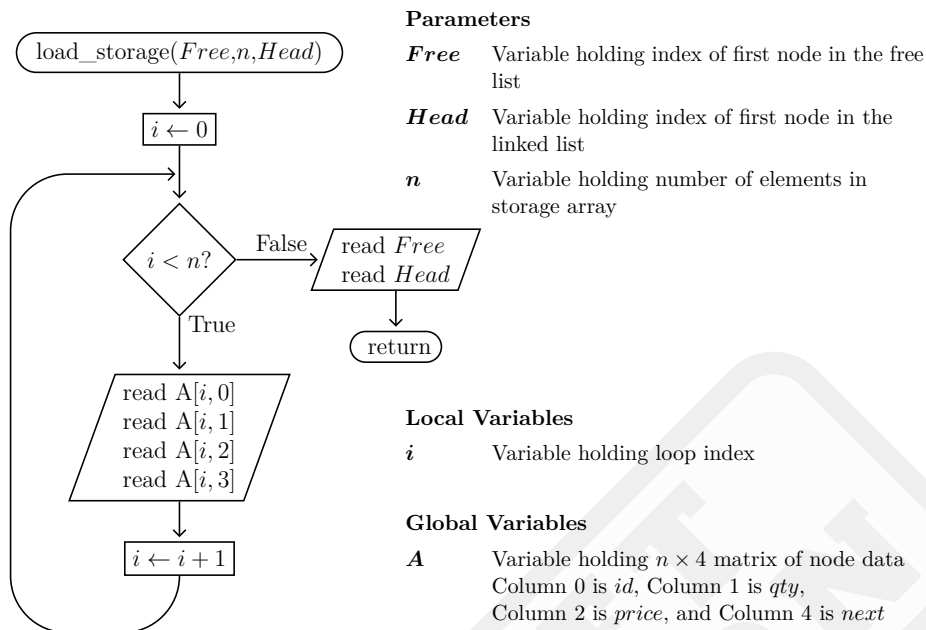 load_storage(Free,n,Head)
i ← 0
i < n?
False
True
read Free
read Head
return
read A[i, 0]
read A[i, 1]
read A[i, 2]
read A[i, 3]
i ← i + 1
Parameters
Free Variable holding index of first node in the free
list
Head Variable holding index of first node in the
linked list
n Variable holding number of elements in
storage array
Local Variables
i Variable holding loop index
Global Variables
A Variable holding n × 4 matrix of node data
Column 0 is id, Column 1 is qty,
Column 2 is price, and Column 4 is next